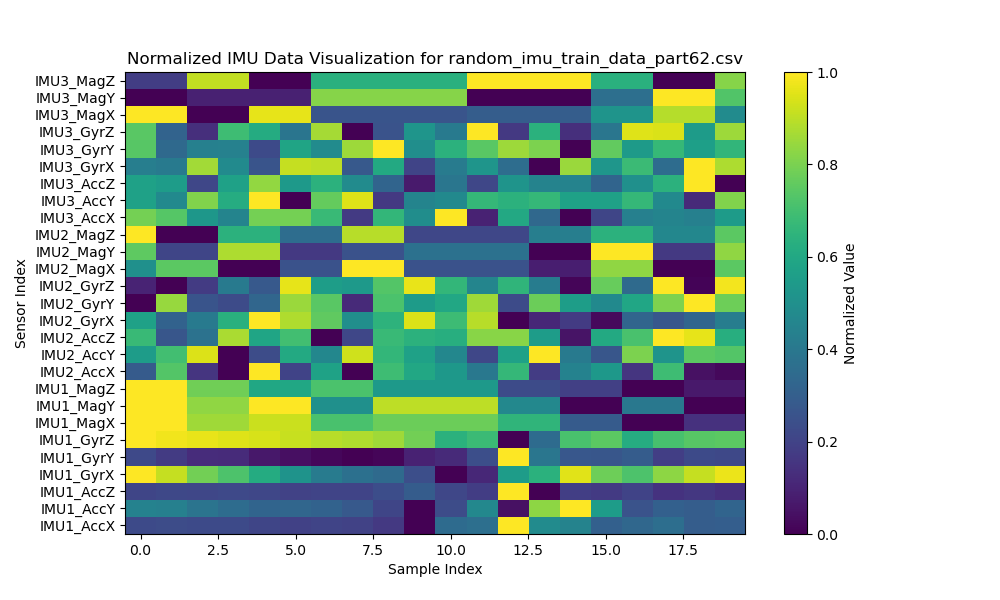 Normalized IMU Data Visualization for random_imu_train_data_part62.csv
IMU3_MagZ
IMU3_MagY
IMU3_MagX
IMU3_GyrZ
IMU3_GyrY
IMU3_GyrX
IMU3_AccZ
IMU3_AccY
IMU3_AccX
IMU2_MagZ
IMU2_MagY
IMU2_MagX
IMU2_GyrZ
IMU2_GyrY
IMU2_GyrX
IMU2_AccZ
IMU2_AccY
IMU2_AccX
IMU1_MagZ
IMU1_MagY
IMU1_MagX
IMU1_GyrZ
IMU1_GyrY
IMU1_GyrX
IMU1_AccZ
IMU1_AccY
IMU1_AccX
Sensor Index
0.0 2.5 5.0 7.5 10.0 12.5 15.0 17.5
Sample Index
1.0
0.8
0.6
0.4
0.2
0.0
Normalized Value